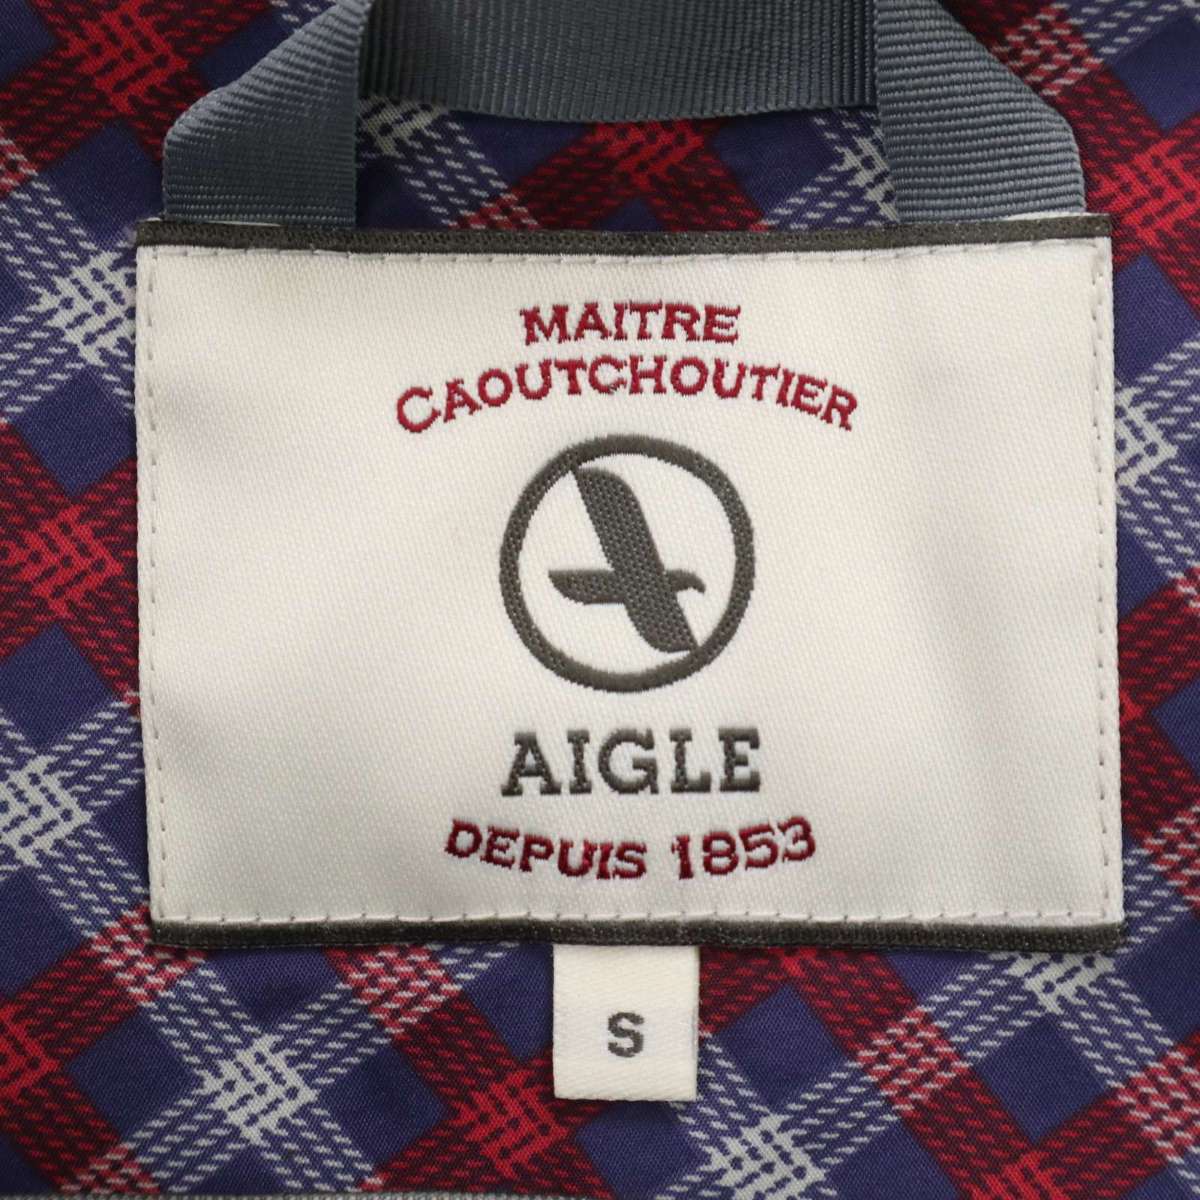 MAITRE
CAOUTCHOUTIER
AIGLE
DEPUIS 1853
S